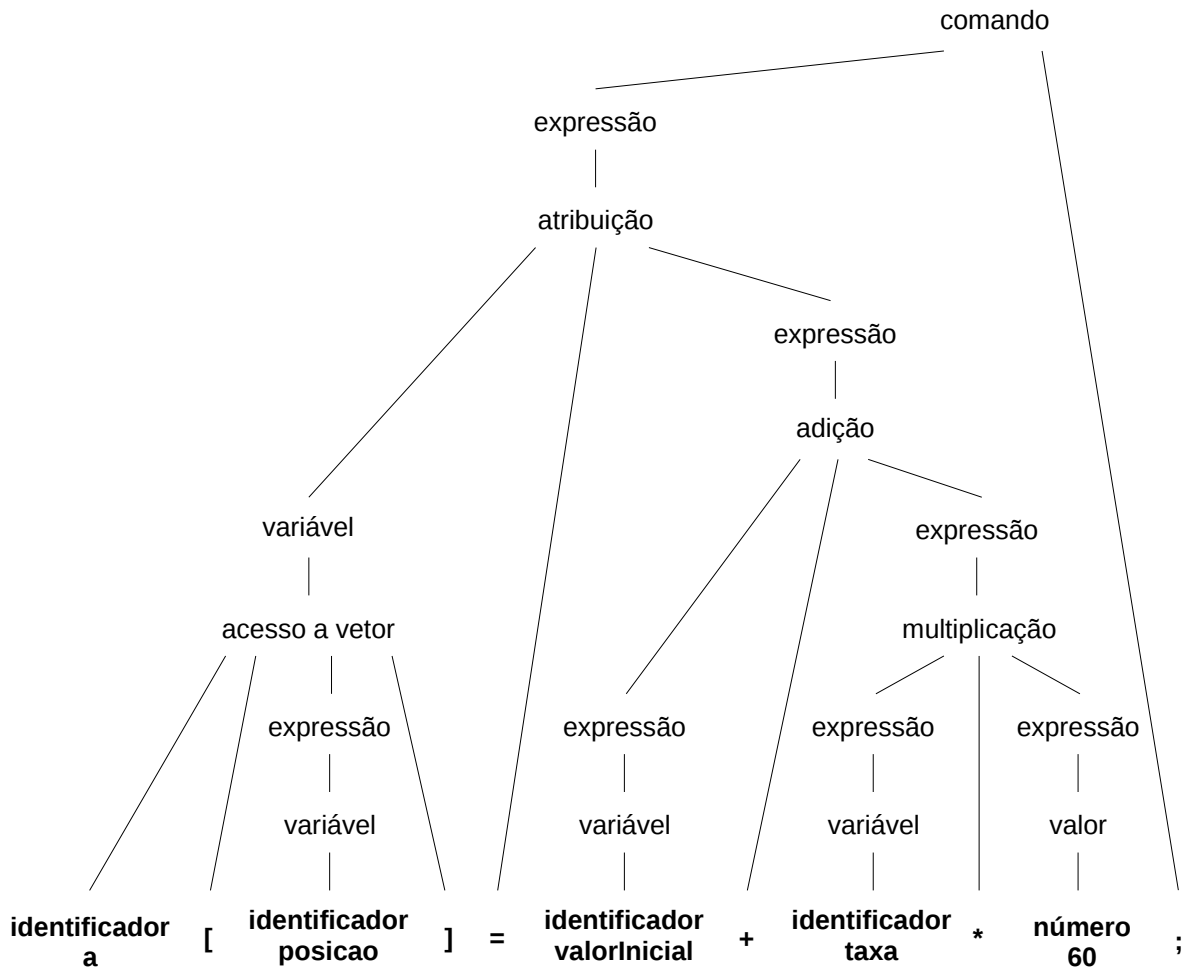 comando
expressão
atribuição
expressão
adição
variável
expressão
acesso a vetor
multiplicação
expressão
expressão
expressão
expressão
variável
variável
variável
valor
identificador
a
[
identificador
posicao
]
=
identificador
valorInicial
+
identificador
taxa
*
número
60
;